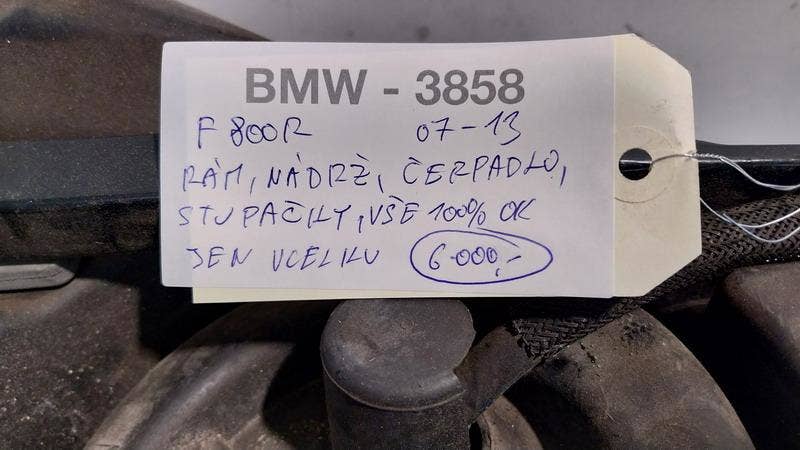 BMW - 3858
F 800R 07-13
RÁM, NÁDRŽ, ČERPADLO,
STUPAČKY, VŠE 100% OK
JEN VCELKU 6.000,-